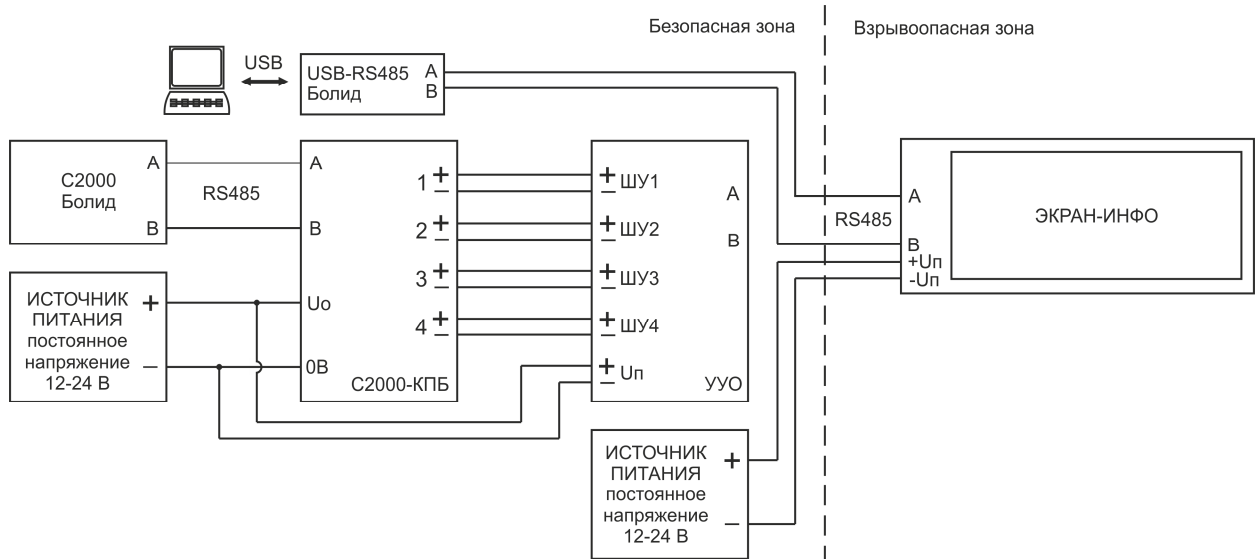 Безопасная зона
Взрывоопасная зона
USB
USB-RS485
Болид
A
B
С2000
Болид
A
B
RS485
A
B
Uo
0В
С2000-КПБ
1 + −
2 + −
3 + −
4 + −
+ − ШУ1
+ − ШУ2
+ − ШУ3
+ − ШУ4
+ − Uп
A
B
УУО
RS485
A
B
+Uп
-Uп
ЭКРАН-ИНФО
ИСТОЧНИК
ПИТАНИЯ
постоянное
напряжение
12-24 В
+
−
ИСТОЧНИК
ПИТАНИЯ
постоянное
напряжение
12-24 В
+
−